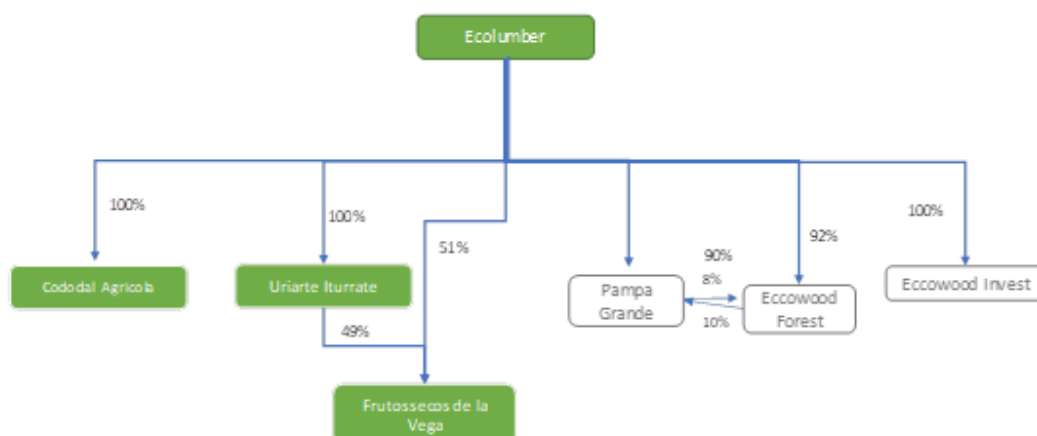 Ecolumber
100%
100%
51%
90%
92%
100%
Cododal Agrícola
Uriarte Iturrate
Pampa
Grande
8%
10%
Eccowood
Forest
Eccowood Invest
49%
Frutossecos de la
Vega